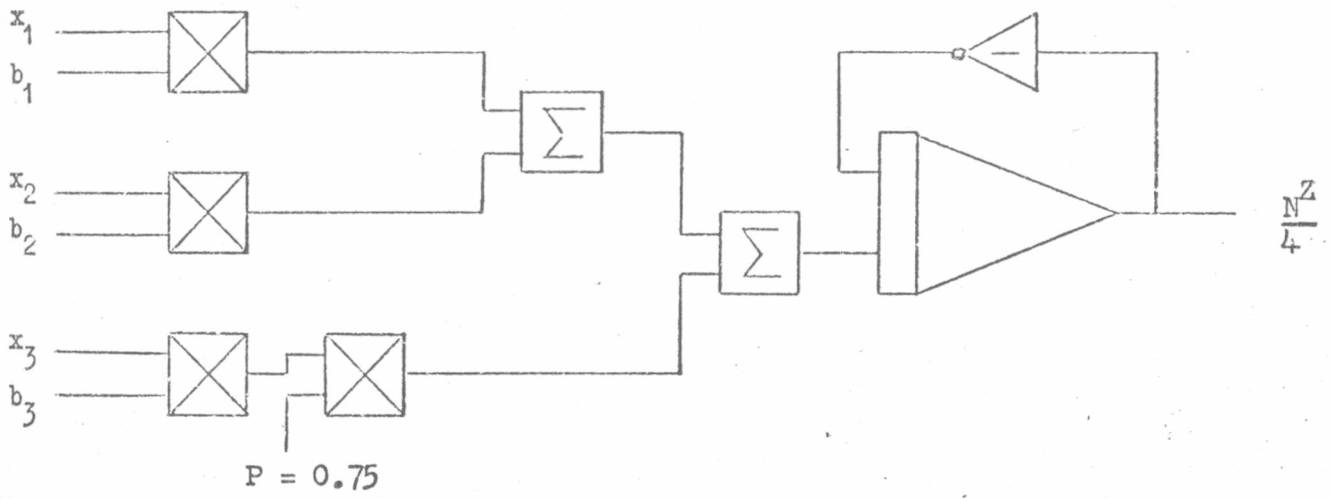 x₁
b₁
Σ
x₂
b₂
Σ
N^Z/4
x₃
b₃
P = 0.75